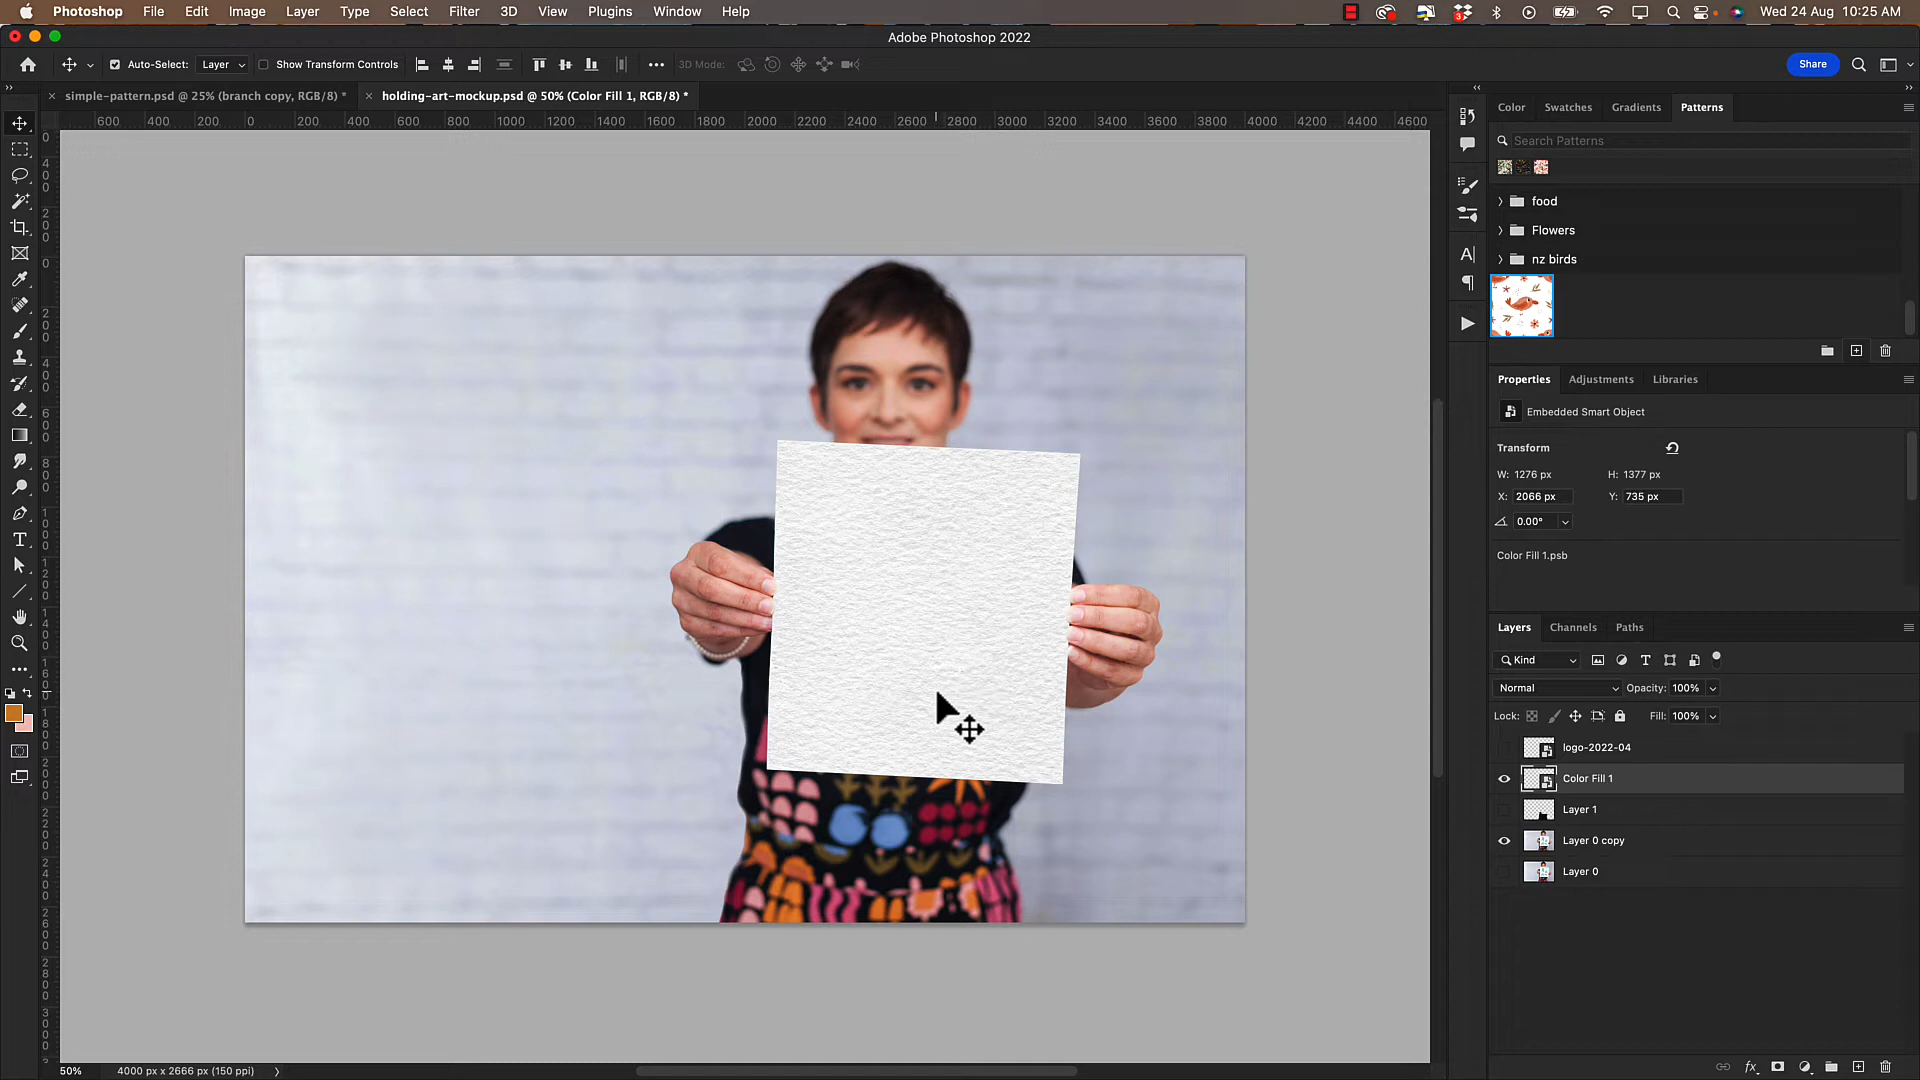 Photoshop File Edit Image Layer Type Select Filter 3D View Plugins Window Help 3 Wed 24 Aug 10:25 AM
Adobe Photoshop 2022
Auto-Select: Layer Show Transform Controls 3D Mode: Share
simple-pattern.psd @ 25% (branch copy, RGB/8) * holding-art-mockup.psd @ 50% (Color Fill 1, RGB/8) *
600 400 200 0 200 400 600 800 1000 1200 1400 1600 1800 2000 2200 2400 2600 2800 3000 3200 3400 3600 3800 4000 4200 4400 4600
Color Swatches Gradients Patterns
Search Patterns
food
Flowers
nz birds
Properties Adjustments Libraries
Embedded Smart Object
Transform
W: 1276 px H: 1377 px
X: 2066 px Y: 735 px
0.00°
Color Fill 1.psb
Layers Channels Paths
Kind
Normal Opacity: 100%
Lock: Fill: 100%
logo-2022-04
Color Fill 1
Layer 1
Layer 0 copy
Layer 0
50% 4000 px x 2666 px (150 ppi)